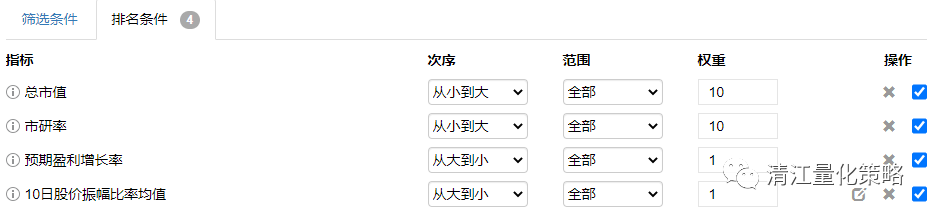 筛选条件 排名条件 4
指标 次序 范围 权重 操作
总市值 从小到大 全部 10
市研率 从小到大 全部 10
预期盈利增长率 从大到小 全部 1
10日股价振幅比率均值 从大到小 全部 1
清江量化策略